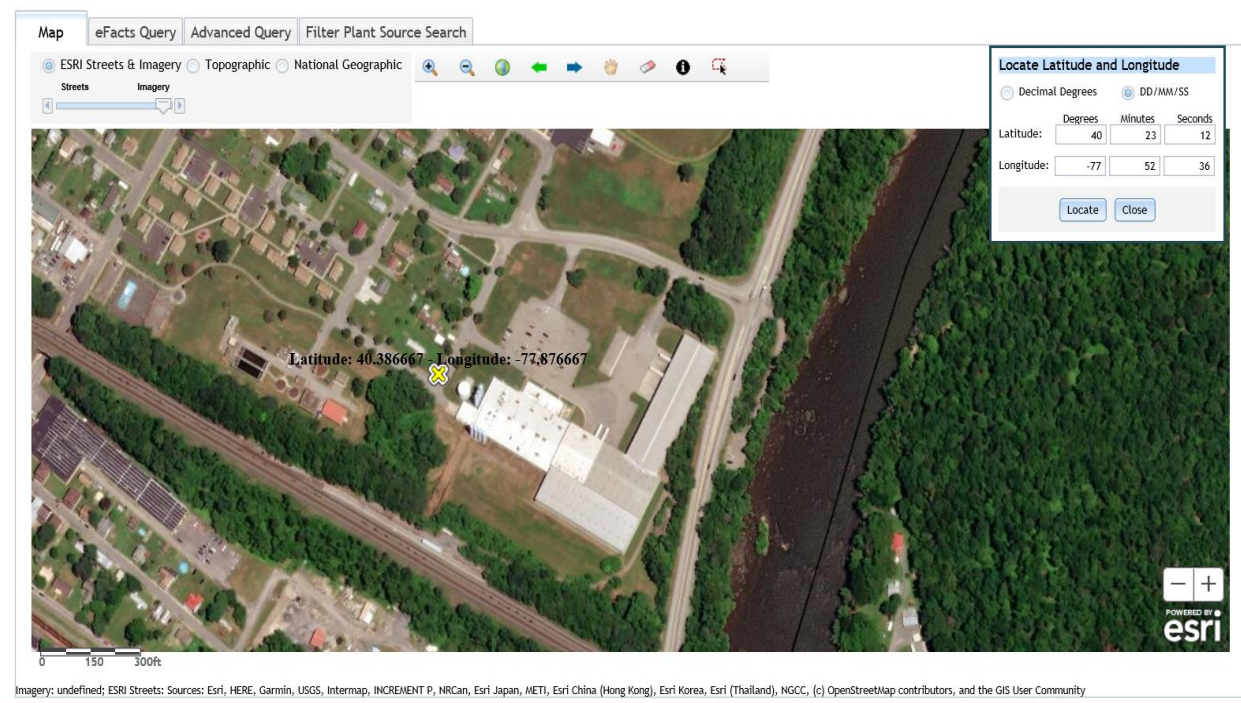 Map eFacts Query Advanced Query Filter Plant Source Search
ESRI Streets & Imagery Topographic National Geographic
Streets Imagery
Locate Latitude and Longitude
Decimal Degrees DD/MM/SS
Degrees Minutes Seconds
Latitude: 40 23 12
Longitude: -77 52 36
Locate Close
Latitude: 40.386667 - Longitude: -77.876667
− +
POWERED BY
esri
0 150 300ft
Imagery: undefined; ESRI Streets: Sources: Esri, HERE, Garmin, USGS, Intermap, INCREMENT P, NRCan, Esri Japan, METI, Esri China (Hong Kong), Esri Korea, Esri (Thailand), NGCC, (c) OpenStreetMap contributors, and the GIS User Community